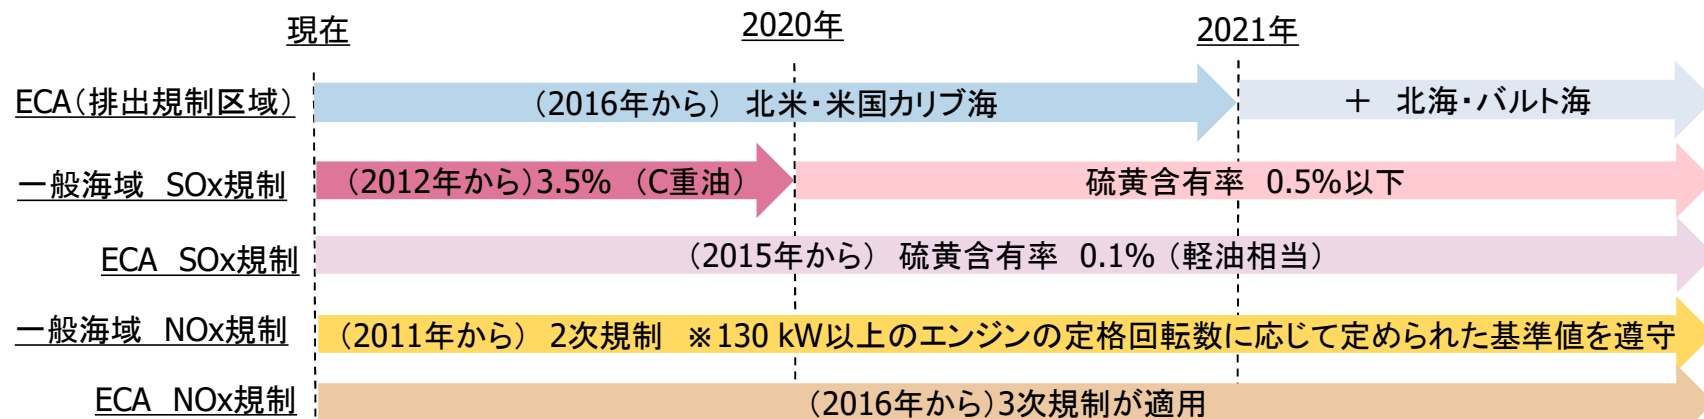 現在 2020年 2021年
ECA（排出規制区域） （2016年から） 北米・米国カリブ海 ＋ 北海・バルト海
一般海域 SOx規制 （2012年から）3.5% （C重油） 硫黄含有率 0.5%以下
ECA SOx規制 （2015年から） 硫黄含有率 0.1%（軽油相当）
一般海域 NOx規制 （2011年から） 2次規制 ※130 kW以上のエンジンの定格回転数に応じて定められた基準値を遵守
ECA NOx規制 （2016年から）3次規制が適用